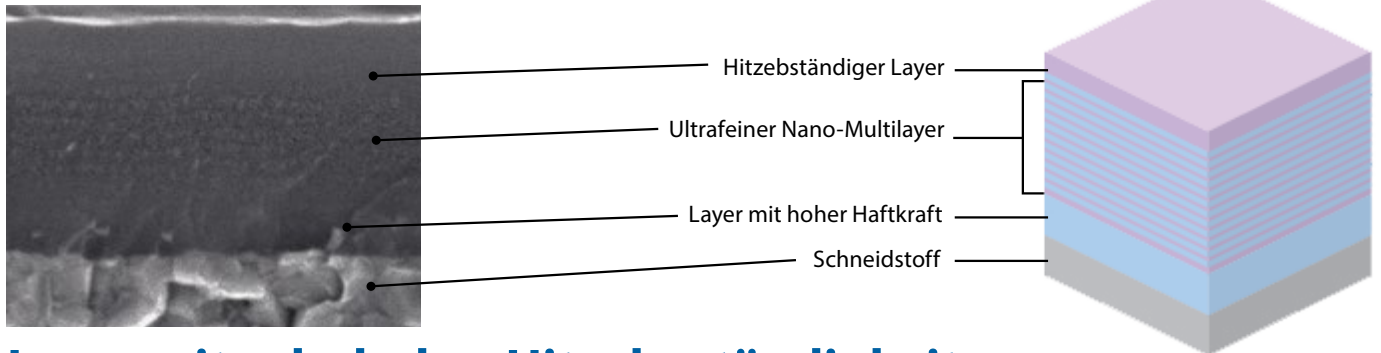 Hitzebständiger Layer
Ultrafeiner Nano-Multilayer
Layer mit hoher Haftkraft
Schneidstoff